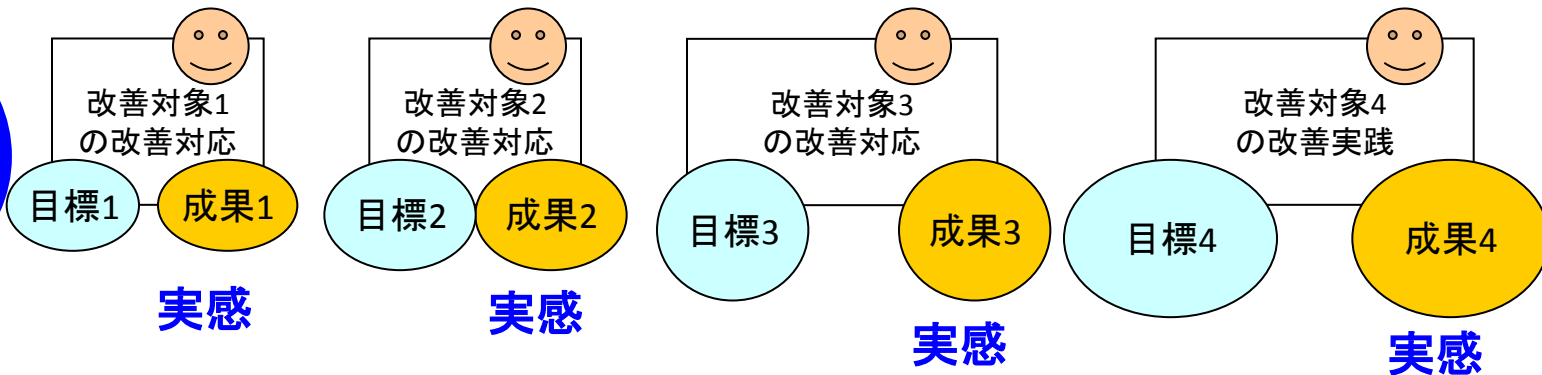 改善対象1
の改善対応
目標1
成果1
実感
改善対象2
の改善対応
目標2
成果2
実感
改善対象3
の改善対応
目標3
成果3
実感
改善対象4
の改善実践
目標4
成果4
実感